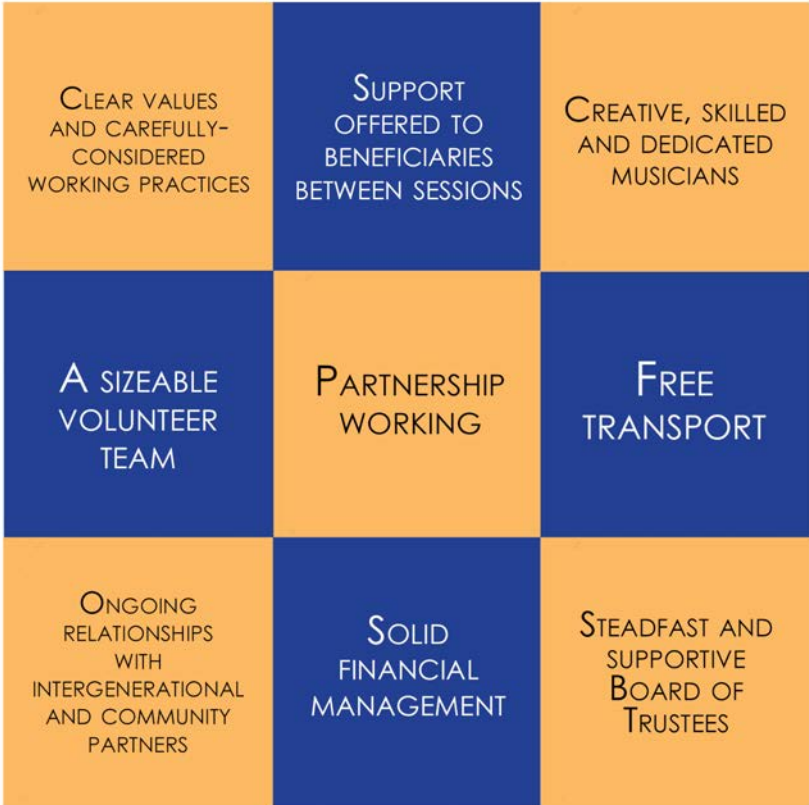 Clear values
and carefully-
considered
working practices
Support
offered to
beneficiaries
between sessions
Creative, skilled
and dedicated
musicians
A sizeable
volunteer
team
Partnership
working
Free
transport
Ongoing
relationships
with
intergenerational
and community
partners
Solid
financial
management
Steadfast and
supportive
Board of
Trustees